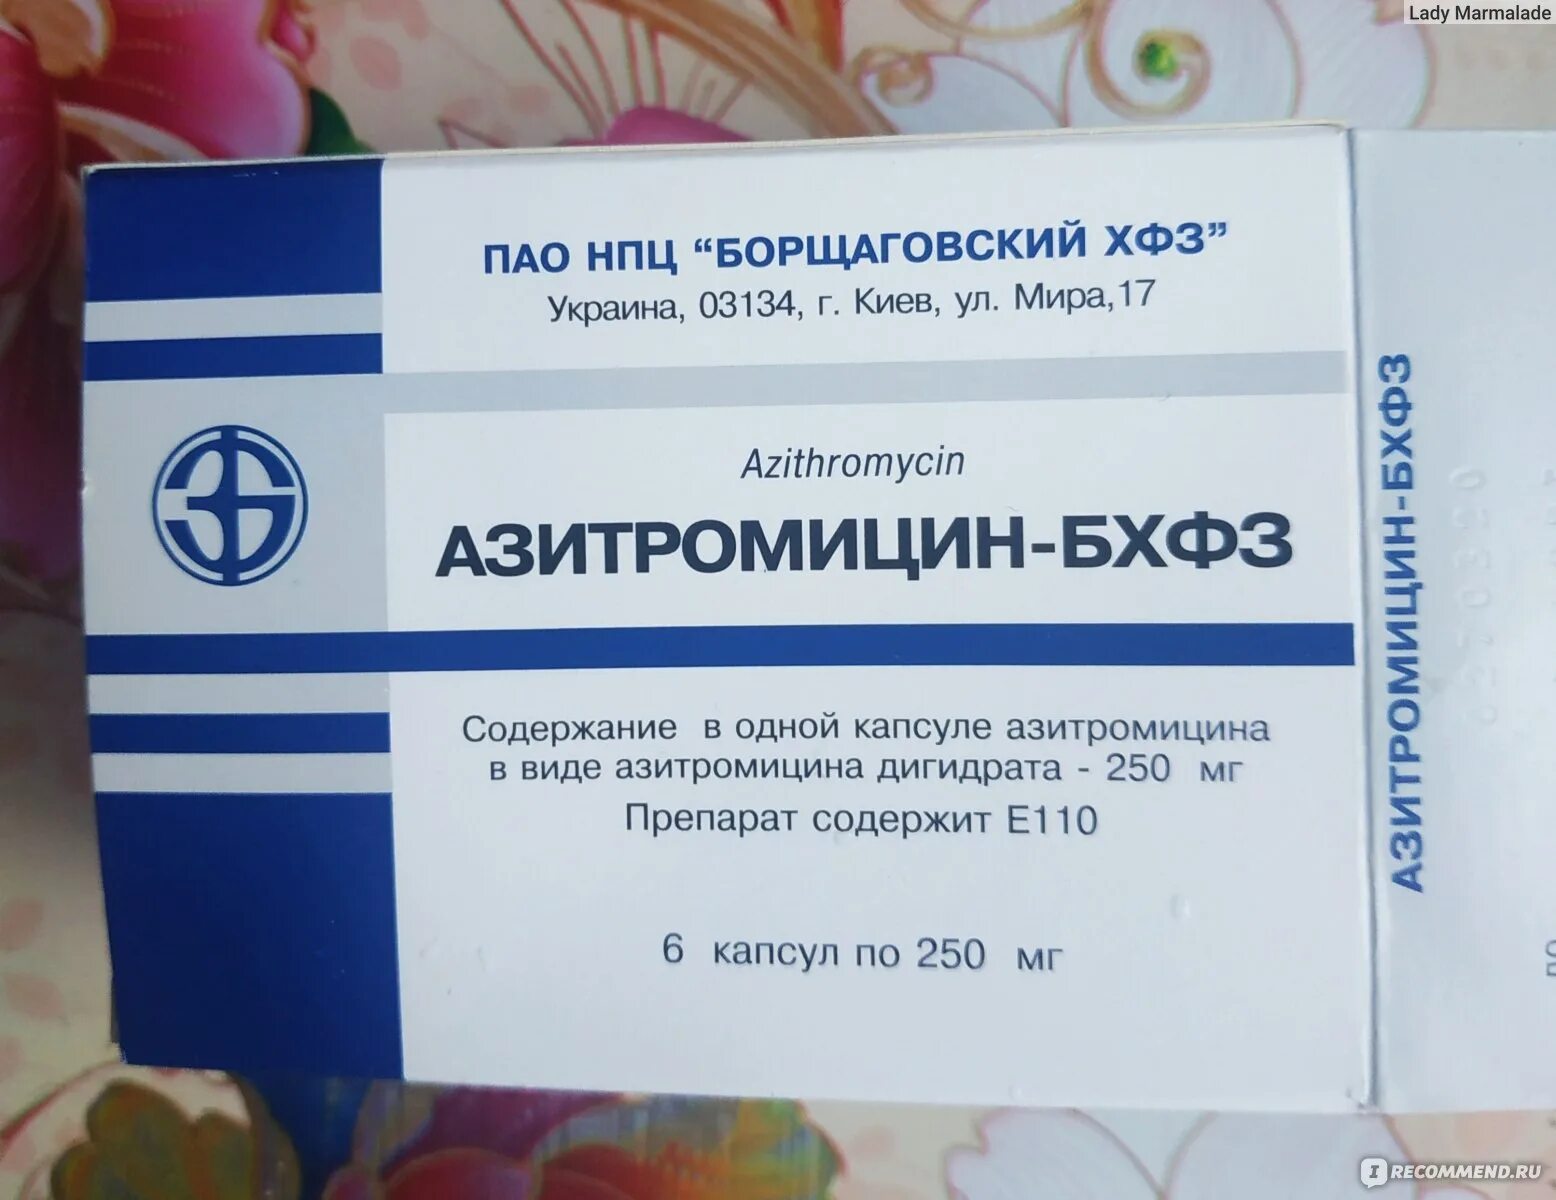 Lady Marmalade
ПАО НПЦ “БОРЩАГОВСКИЙ ХФЗ”
Украина, 03134, г. Киев, ул. Мира,17
Azithromycin
АЗИТРОМИЦИН-БХФЗ
Содержание в одной капсуле азитромицина
в виде азитромицина дигидрата - 250 мг
Препарат содержит Е110
6 капсул по 250 мг
АЗИТРОМИЦИН-БХФЗ
IRECOMMEND.RU